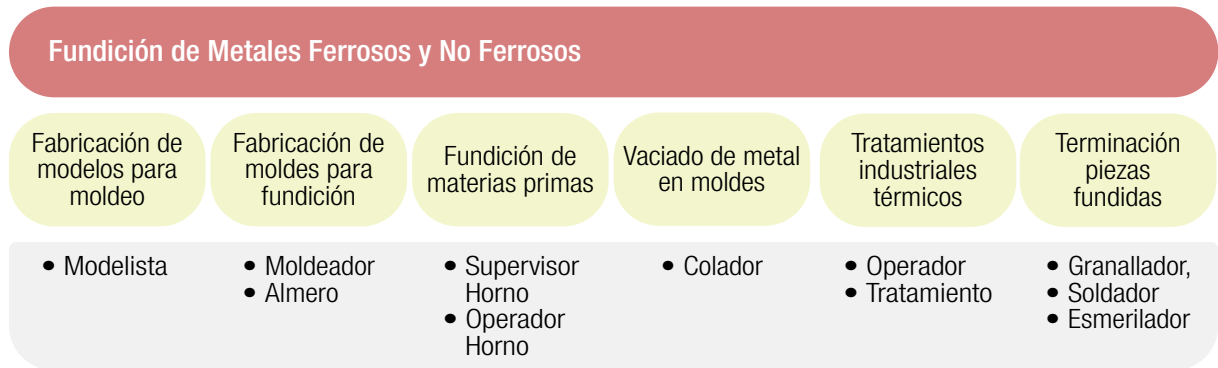 Fundición de Metales Ferrosos y No Ferrosos
Fabricación de
modelos para
moldeo
Fabricación de
moldes para
fundición
Fundición de
materias primas
Vaciado de metal
en moldes
Tratamientos
industriales
térmicos
Terminación
piezas
fundidas
• Modelista
• Moldeador
• Almero
• Supervisor
Horno
• Operador
Horno
• Colador
• Operador
• Tratamiento
• Granallador,
• Soldador
• Esmerilador